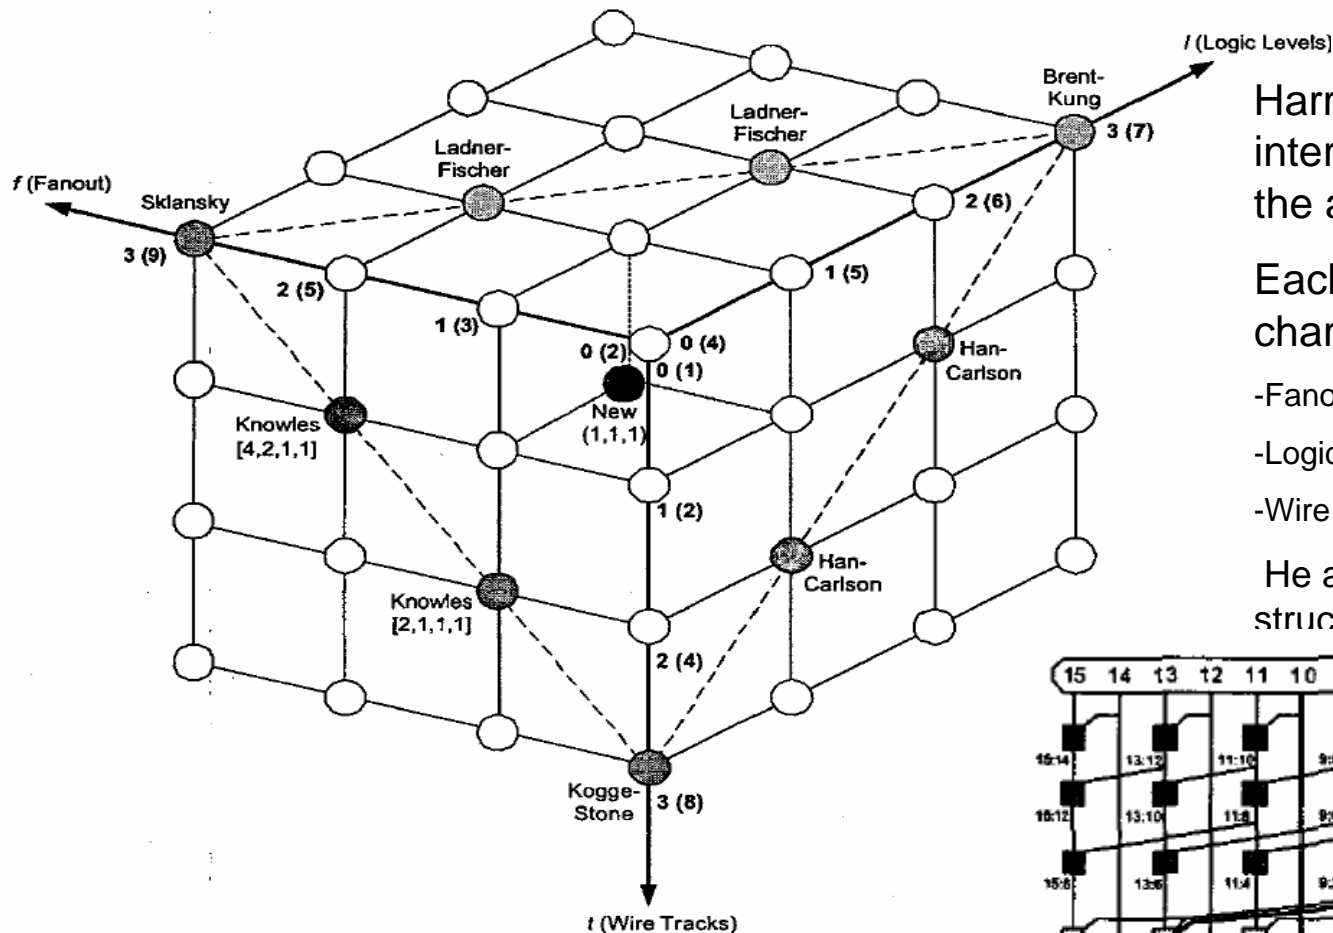 l (Logic Levels)
Brent-
Kung
3 (7)
Ladner-
Fischer
Ladner-
Fischer
f (Fanout)
Sklansky
3 (9)
2 (6)
2 (5)
1 (5)
1 (3)
0 (2)
0 (4)
0 (1)
Han-
Carlson
New
(1,1,1)
Knowles
[4,2,1,1]
1 (2)
Han-
Carlson
Knowles
[2,1,1,1]
2 (4)
Kogge-
Stone
3 (8)
t (Wire Tracks)
Harr
inter
the a
Each
char
-Fano
-Logic
-Wire
He a
struc
15 14 13 12 11 10
15:14 13:12 11:10
15:12 13:10 11:8
15:8 13:6 11:4